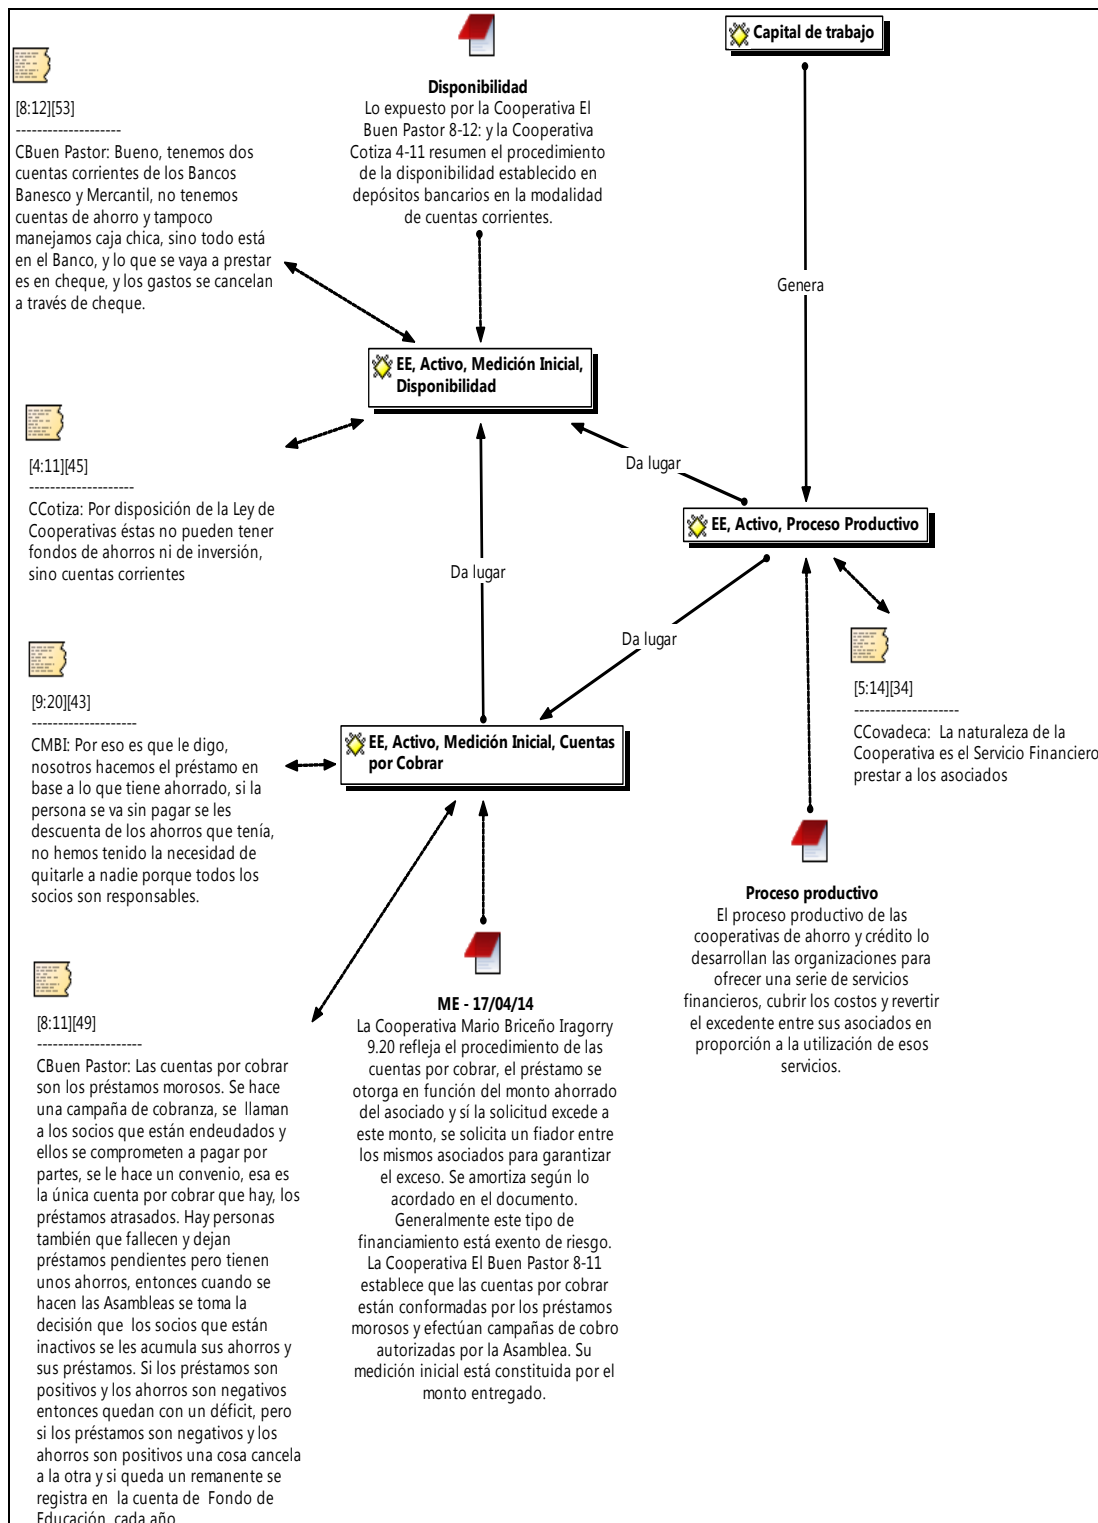 Capital de trabajo
Disponibilidad
Lo expuesto por la Cooperativa El
Buen Pastor 8-12: y la Cooperativa
Cotiza 4-11 resumen el procedimiento
de la disponibilidad establecido en
depósitos bancarios en la modalidad
de cuentas corrientes.
[8:12][53]
--------------------
CBuen Pastor: Bueno, tenemos dos
cuentas corrientes de los Bancos
Banesco y Mercantil, no tenemos
cuentas de ahorro y tampoco
manejamos caja chica, sino todo está
en el Banco, y lo que se vaya a prestar
es en cheque, y los gastos se cancelan
a través de cheque.
Genera
EE, Activo, Medición Inicial,
Disponibilidad
[4:11][45]
--------------------
CCotiza: Por disposición de la Ley de
Cooperativas éstas no pueden tener
fondos de ahorros ni de inversión,
sino cuentas corrientes
Da lugar
EE, Activo, Proceso Productivo
Da lugar
Da lugar
[9:20][43]
--------------------
CMBI: Por eso es que le digo,
nosotros hacemos el préstamo en
base a lo que tiene ahorrado, si la
persona se va sin pagar se les
descuenta de los ahorros que tenía,
no hemos tenido la necesidad de
quitarle a nadie porque todos los
socios son responsables.
EE, Activo, Medición Inicial, Cuentas
por Cobrar
[5:14][34]
--------------------
CCovadeca:  La naturaleza de la
Cooperativa es el Servicio Financiero
prestar a los asociados
Proceso productivo
El proceso productivo de las
cooperativas de ahorro y crédito lo
desarrollan las organizaciones para
ofrecer una serie de servicios
financieros, cubrir los costos y revertir
el excedente entre sus asociados en
proporción a la utilización de esos
servicios.
[8:11][49]
--------------------
CBuen Pastor: Las cuentas por cobrar
son los préstamos morosos. Se hace
una campaña de cobranza, se  llaman
a los socios que están endeudados y
ellos se comprometen a pagar por
partes, se le hace un convenio, esa es
la única cuenta por cobrar que hay, los
préstamos atrasados. Hay personas
también que fallecen y dejan
préstamos pendientes pero tienen
unos ahorros, entonces cuando se
hacen las Asambleas se toma la
decisión que  los socios que están
inactivos se les acumula sus ahorros y
sus préstamos. Si los préstamos son
positivos y los ahorros son negativos
entonces quedan con un déficit, pero
si los préstamos son negativos y los
ahorros son positivos una cosa cancela
a la otra y si queda un remanente se
registra en  la cuenta de  Fondo de
Educación  cada año
ME - 17/04/14
La Cooperativa Mario Briceño Iragorry
9.20 refleja el procedimiento de las
cuentas por cobrar, el préstamo se
otorga en función del monto ahorrado
del asociado y sí la solicitud excede a
este monto, se solicita un fiador entre
los mismos asociados para garantizar
el exceso. Se amortiza según lo
acordado en el documento.
Generalmente este tipo de
financiamiento está exento de riesgo.
La Cooperativa El Buen Pastor 8-11
establece que las cuentas por cobrar
están conformadas por los préstamos
morosos y efectúan campañas de cobro
autorizadas por la Asamblea. Su
medición inicial está constituida por el
monto entregado.